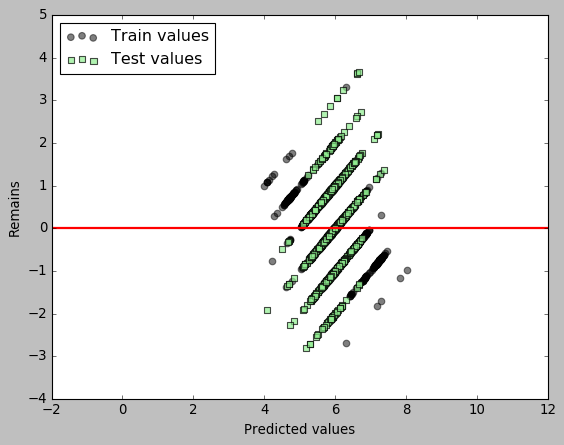 5
Train values
Test values
4
3
2
1
0
−1
−2
−3
−4
Remains
−2 0 2 4 6 8 10 12
Predicted values